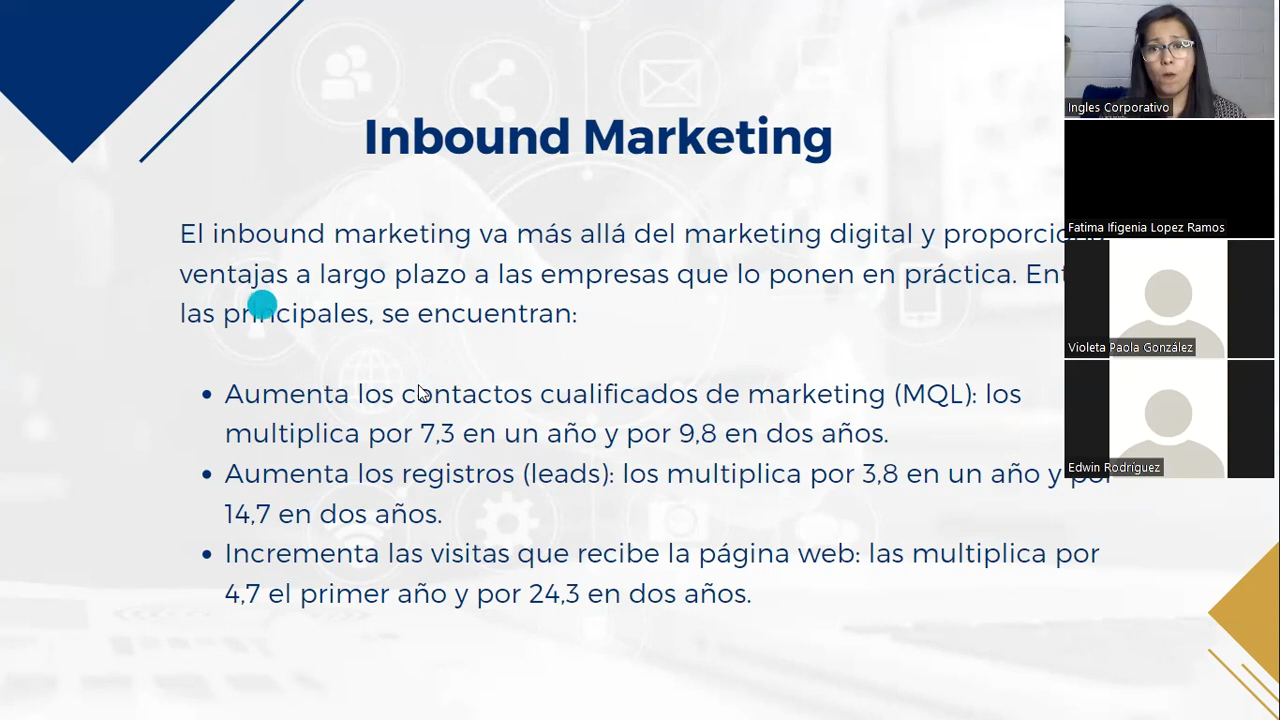 Inbound Marketing
El inbound marketing va más allá del marketing digital y
ventajas a largo plazo a las empresas que lo ponen en práctica.
las principales, se encuentran:
• Aumenta los contactos cualificados de marketing (MQL): los
multiplica por 7,3 en un año y por 9,8 en dos años.
• Aumenta los registros (leads): los multiplica por 3,8 en un año y por
14,7 en dos años.
• Incrementa las visitas que recibe la página web: las multiplica por
4,7 el primer año y por 24,3 en dos años.
Ingles Corporativo
Fatima Ifigenia Lopez Ramos
Violeta Paola González
Edwin Rodríguez